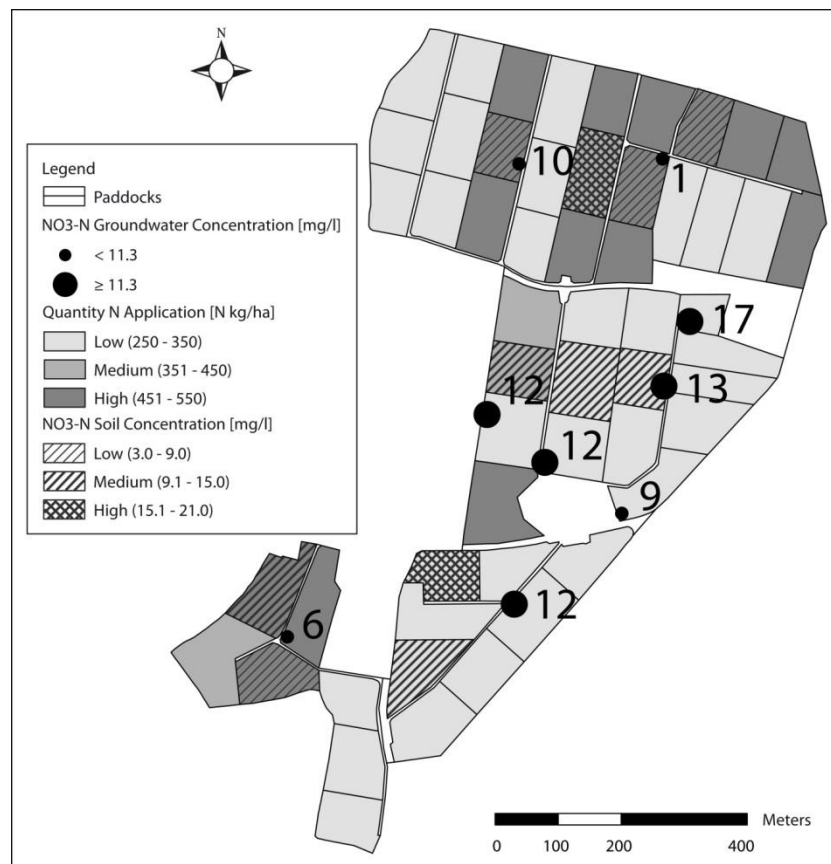 N
Legend
Paddocks
NO3-N Groundwater Concentration [mg/l]
< 11.3
≥ 11.3
Quantity N Application [N kg/ha]
Low (250 - 350)
Medium (351 - 450)
High (451 - 550)
NO3-N Soil Concentration [mg/l]
Low (3.0 - 9.0)
Medium (9.1 - 15.0)
High (15.1 - 21.0)
10
1
17
13
12
12
9
12
6
Meters
0 100 200 400